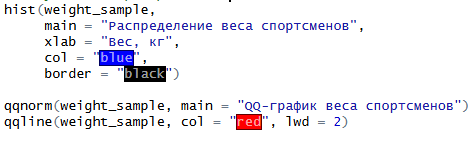 hist(weight_sample,
main = "Распределение веса спортсменов",
xlab = "Вес, кг",
col = "blue",
border = "black")
qqnorm(weight_sample, main = "QQ-график веса спортсменов")
qqline(weight_sample, col = "red", lwd = 2)